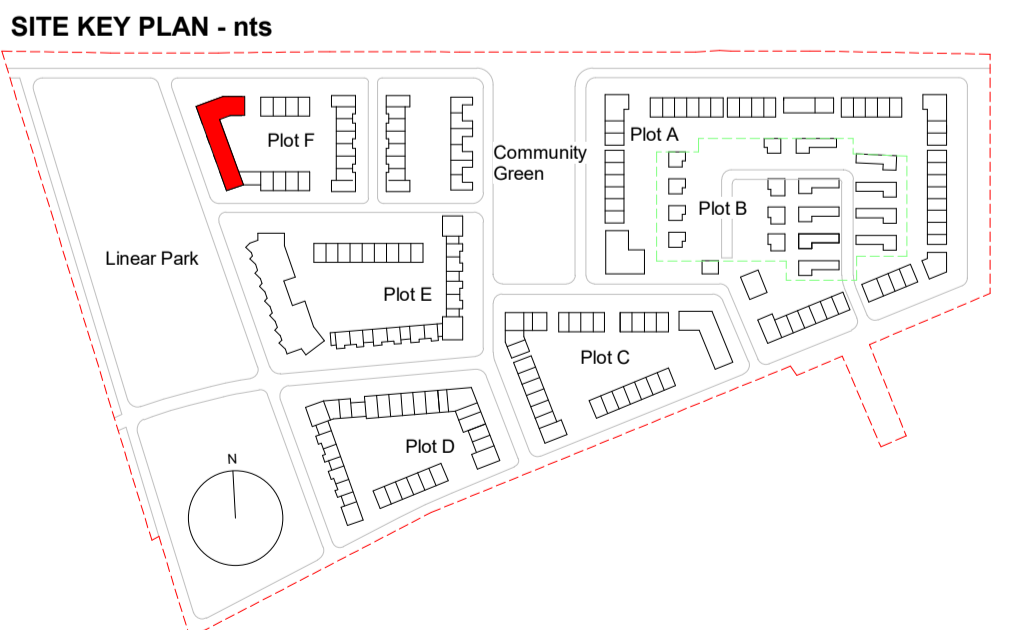 SITE KEY PLAN - nts
Plot F
Community
Green
Plot A
Plot B
Linear Park
Plot E
Plot C
Plot D
N